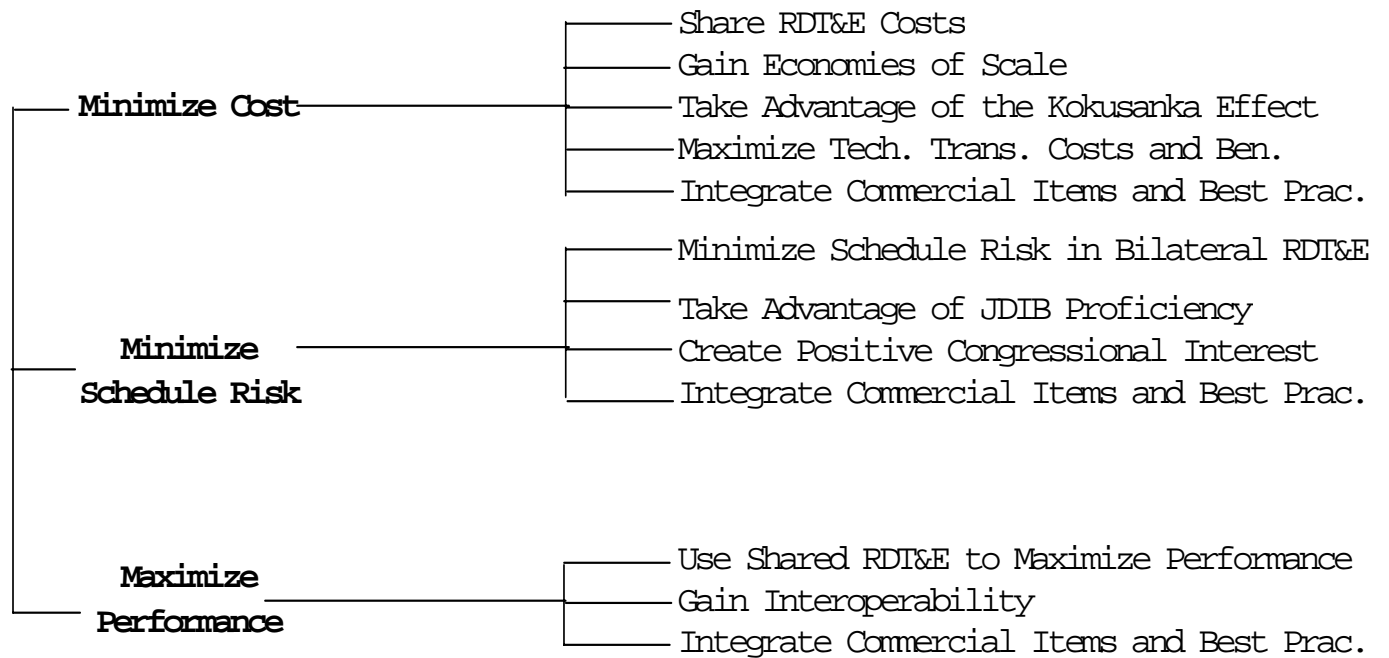 Minimize Cost
Share RDT&E Costs
Gain Economies of Scale
Take Advantage of the Kokusanka Effect
Maximize Tech. Trans. Costs and Ben.
Integrate Commercial Items and Best Prac.
Minimize
Schedule Risk
Minimize Schedule Risk in Bilateral RDT&E
Take Advantage of JDIB Proficiency
Create Positive Congressional Interest
Integrate Commercial Items and Best Prac.
Maximize
Performance
Use Shared RDT&E to Maximize Performance
Gain Interoperability
Integrate Commercial Items and Best Prac.